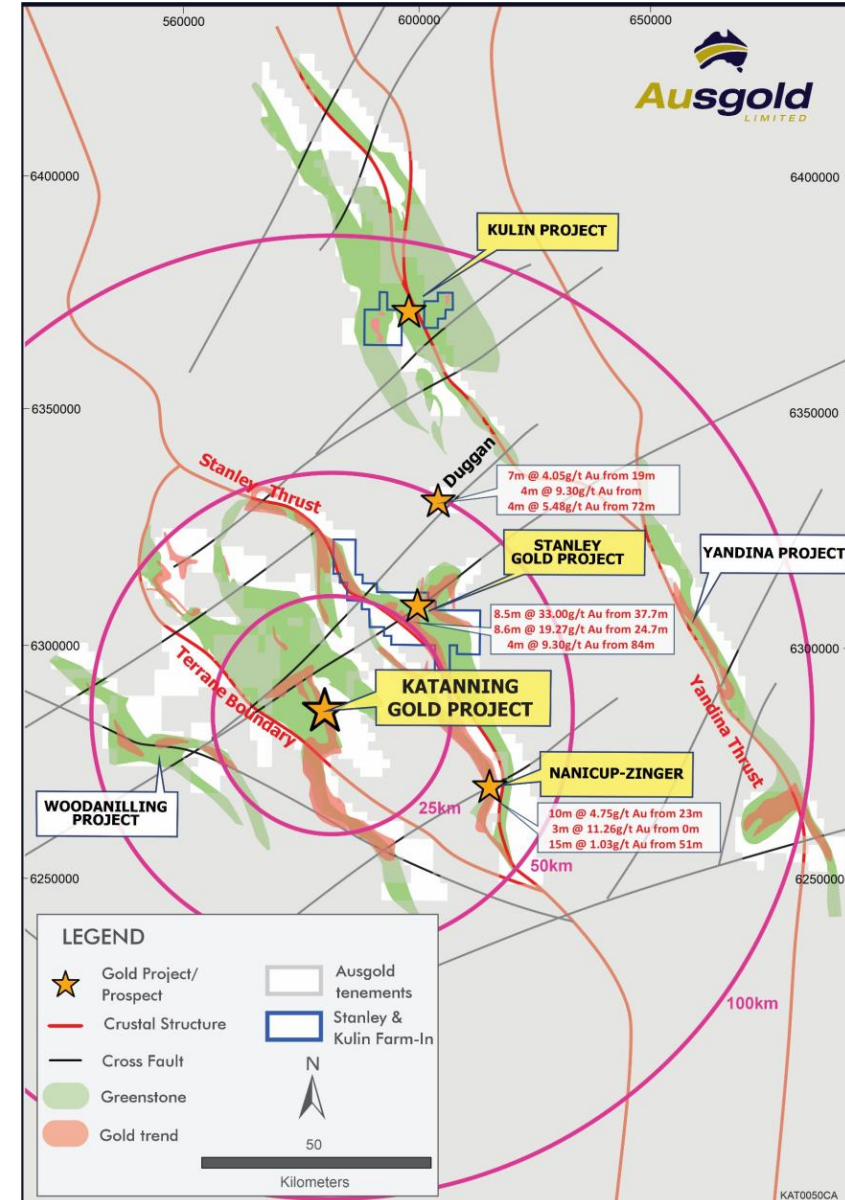 560000
600000
650000
Ausgold
LIMITED
6400000
6400000
KULIN PROJECT
6350000
6350000
Duggan
Stanley Thrust
7m @ 4.05g/t Au from 19m
4m @ 9.30g/t Au from
4m @ 5.48g/t Au from 72m
STANLEY
GOLD PROJECT
YANDINA PROJECT
8.5m @ 33.00g/t Au from 37.7m
8.6m @ 19.27g/t Au from 24.7m
4m @ 9.30g/t Au from 84m
6300000
6300000
Terrane Boundary
KATANNING
GOLD PROJECT
Yandina Thrust
NANICUP-ZINGER
WOODANILLING
PROJECT
25km
10m @ 4.75g/t Au from 23m
3m @ 11.26g/t Au from 0m
15m @ 1.03g/t Au from 51m
50km
6250000
6250000
LEGEND
Gold Project/
Prospect
Crustal Structure
Cross Fault
Greenstone
Gold trend
Ausgold
tenements
Stanley &
Kulin Farm-In
N
50
Kilometers
100km
KAT0050CA